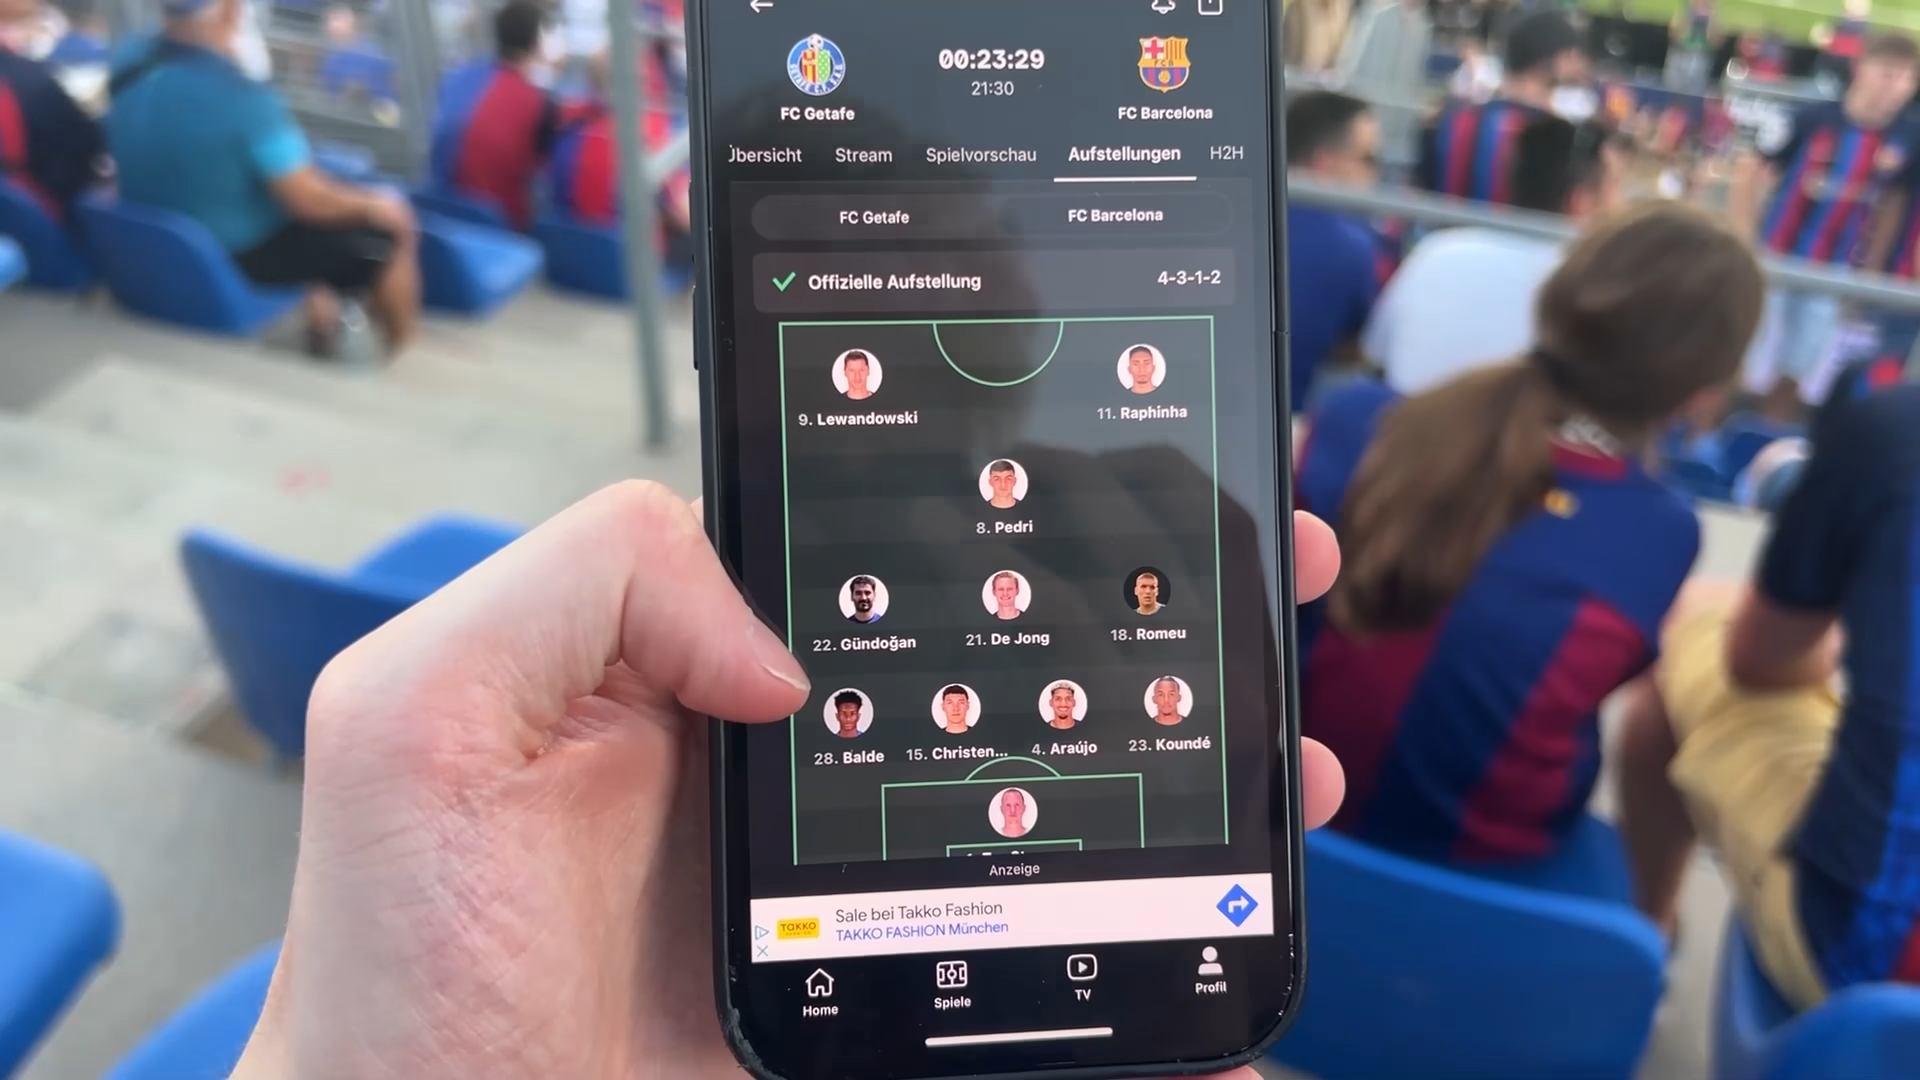 00:23:29
21:30
FC Getafe
FC Barcelona
Übersicht Stream Spielvorschau Aufstellungen H2H
FC Getafe FC Barcelona
Offizielle Aufstellung 4-3-1-2
9. Lewandowski 11. Raphinha
8. Pedri
22. Gündoğan 21. De Jong 18. Romeu
28. Balde 15. Christen... 4. Araújo 23. Koundé
Anzeige
TAKKO
FASHION
Sale bei Takko Fashion
TAKKO FASHION München
Home Spiele TV Profil